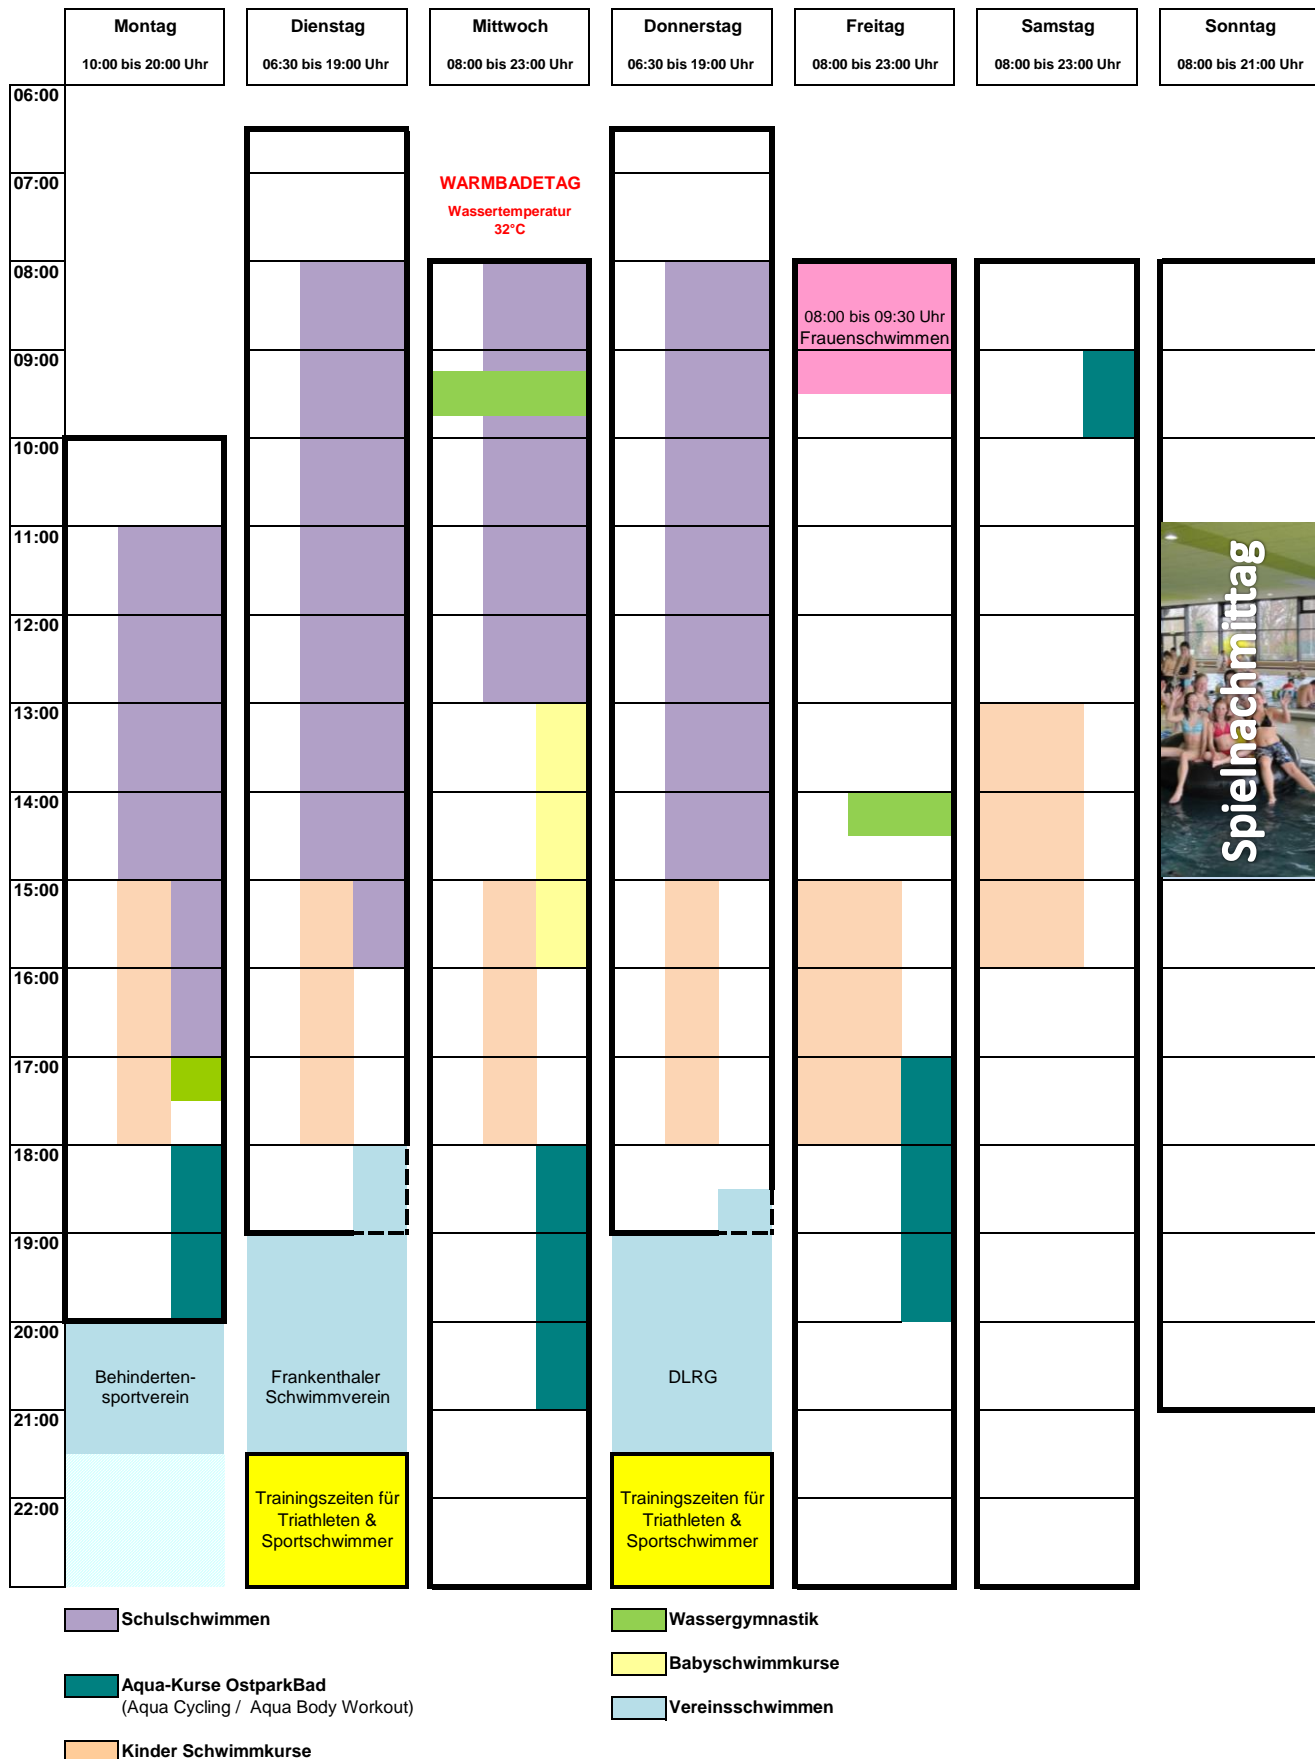 Montag
10:00 bis 20:00 Uhr
Dienstag
06:30 bis 19:00 Uhr
Mittwoch
08:00 bis 23:00 Uhr
Donnerstag
06:30 bis 19:00 Uhr
Freitag
08:00 bis 23:00 Uhr
Samstag
08:00 bis 23:00 Uhr
Sonntag
08:00 bis 21:00 Uhr
06:00
07:00
WARMBADETAG
Wassertemperatur
32°C
08:00
08:00 bis 09:30 Uhr
Frauenschwimmen
09:00
10:00
11:00
Spielnachmittag
12:00
13:00
14:00
15:00
16:00
17:00
18:00
19:00
20:00
Behinderten-
sportverein
Frankenthaler
Schwimmverein
DLRG
21:00
22:00
Trainingszeiten für
Triathleten &
Sportschwimmer
Trainingszeiten für
Triathleten &
Sportschwimmer
Schulschwimmen
Wassergymnastik
Babyschwimmkurse
Aqua-Kurse OstparkBad
(Aqua Cycling / Aqua Body Workout)
Vereinsschwimmen
Kinder Schwimmkurse